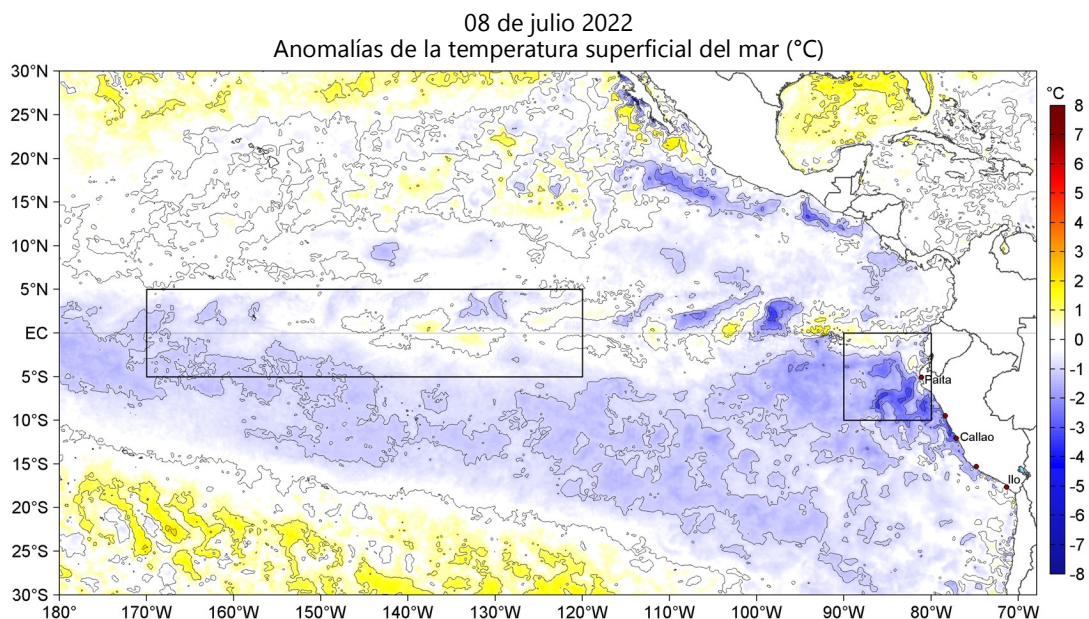 08 de julio 2022
Anomalías de la temperatura superficial del mar (°C)
30°N
25°N
20°N
15°N
10°N
5°N
EC
5°S
10°S
15°S
20°S
25°S
30°S
180
170°W
160°W
150°W
140°W
130°W
120°W
110°W
100°W
90°W
80°W
70°W
Paita
Callao
Ilo
°C
8
7
6
5
4
3
2
1
0
-1
-2
-3
-4
-5
-6
-7
-8